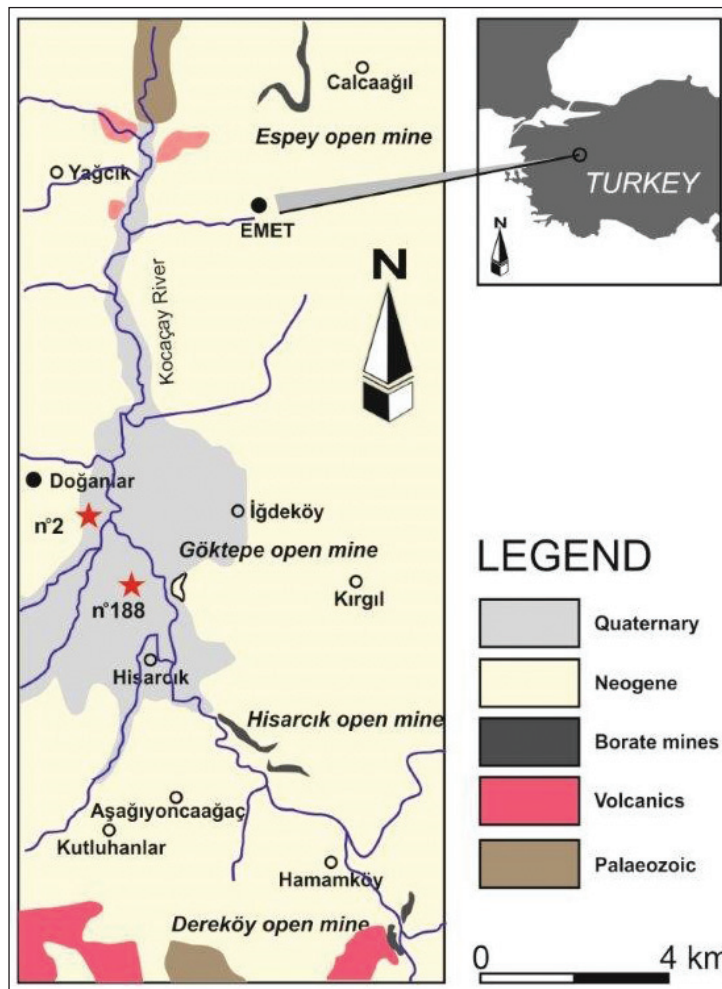 Calcaağıl
Espey open mine
Yağcık
EMET
N
Kocaçay River
Doğanlar
n°2
İğdeköy
Göktepe open mine
Kırgıl
n°188
Hisarcık
Hisarcık open mine
Aşağıyoncaağaç
Kutluhanlar
Hamamköy
Dereköy open mine
TURKEY
N
LEGEND
Quaternary
Neogene
Borate mines
Volcanics
Palaeozoic
0 4 km